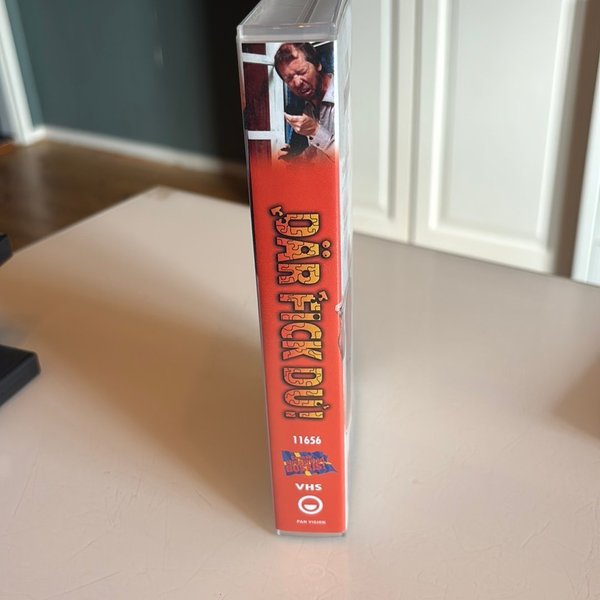 DÄR FICK DU!
11656
VHS
PAN VISION